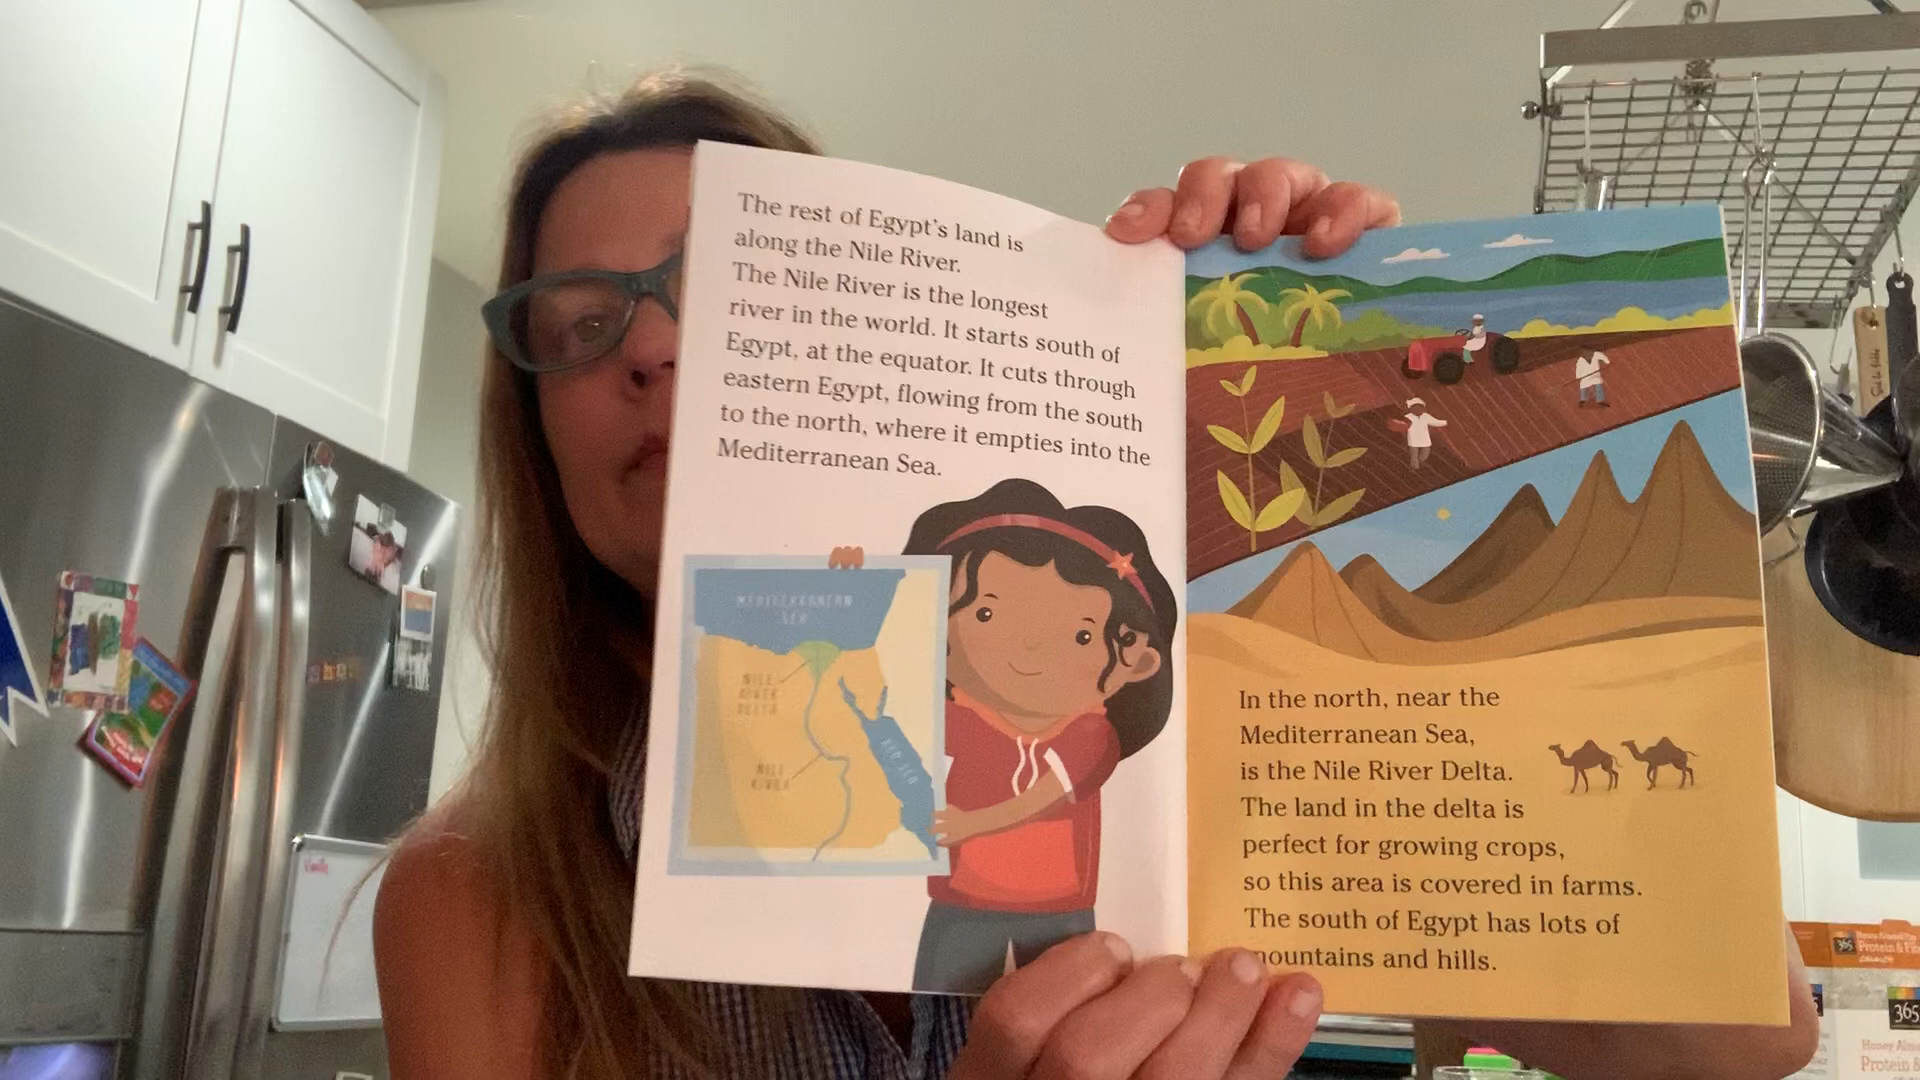 The rest of Egypt's land is
along the Nile River.
The Nile River is the longest
river in the world. It starts south of
Egypt, at the equator. It cuts through
eastern Egypt, flowing from the south
to the north, where it empties into the
Mediterranean Sea.
MEDITERRANEAN
SEA
NILE
RIVER
DELTA
NILE
RIVER
RED SEA
In the north, near the
Mediterranean Sea,
is the Nile River Delta.
The land in the delta is
perfect for growing crops,
so this area is covered in farms.
The south of Egypt has lots of
mountains and hills.
365
Protein &
365
Honey
Protein &